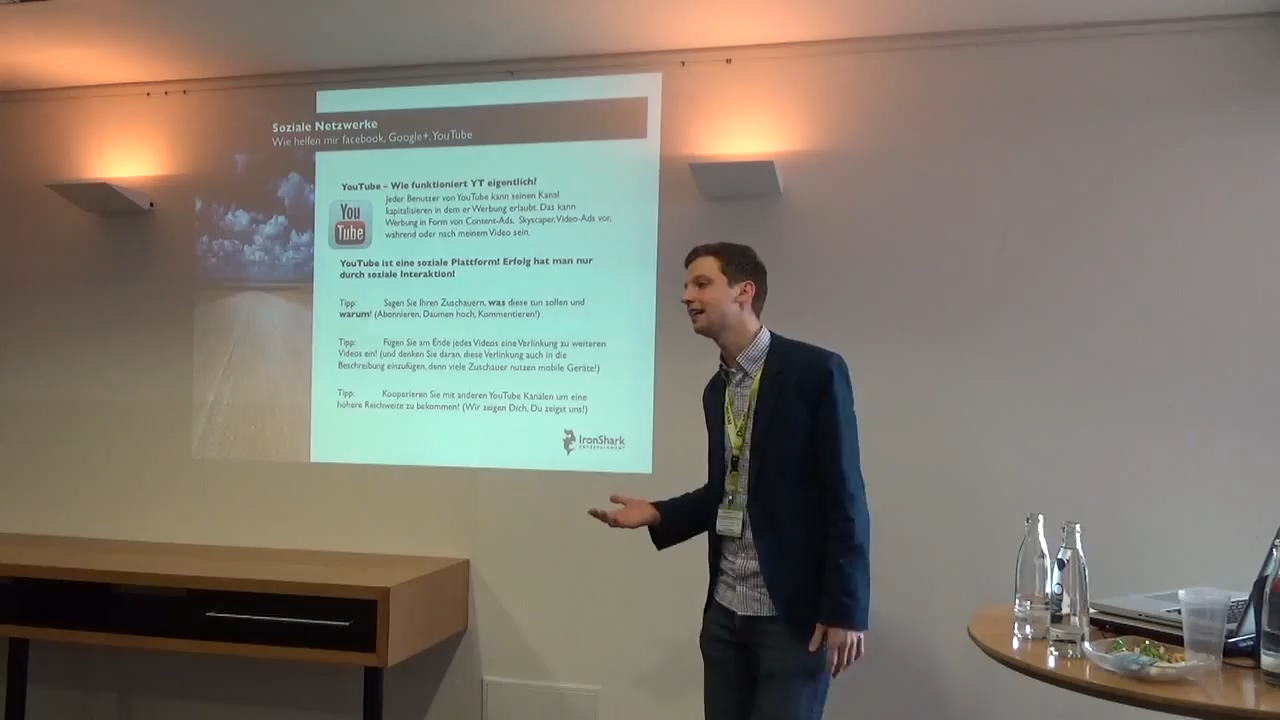 Soziale Netzwerke
Wie helfen mir facebook, Google+, YouTube
YouTube – Wie funktioniert YT eigentlich?
You
Tube
Jeder Benutzer von YouTube kann seinen Kanal
kapitalisieren in dem er Werbung erlaubt. Das kann
Werbung in Form von Content-Ads, Skyscaper, Video-Ads vor,
während oder nach meinem Video sein.
YouTube ist eine soziale Plattform! Erfolg hat man nur
durch soziale Interaktion!
Tipp: Sagen Sie Ihren Zuschauern, was diese tun sollen und
warum! (Abonnieren, Daumen hoch, Kommentieren!)
Tipp: Fügen Sie am Ende jedes Videos eine Verlinkung zu weiteren
Videos ein! (und denken Sie daran, diese Verlinkung auch in die
Beschreibung einzufügen, denn viele Zuschauer nutzen mobile Geräte!)
Tipp: Kooperieren Sie mit anderen YouTube Kanälen um eine
höhere Reichweite zu bekommen! (Wir zeigen Dich, Du zeigst uns!)
IronShark
ENTERTAINMENT